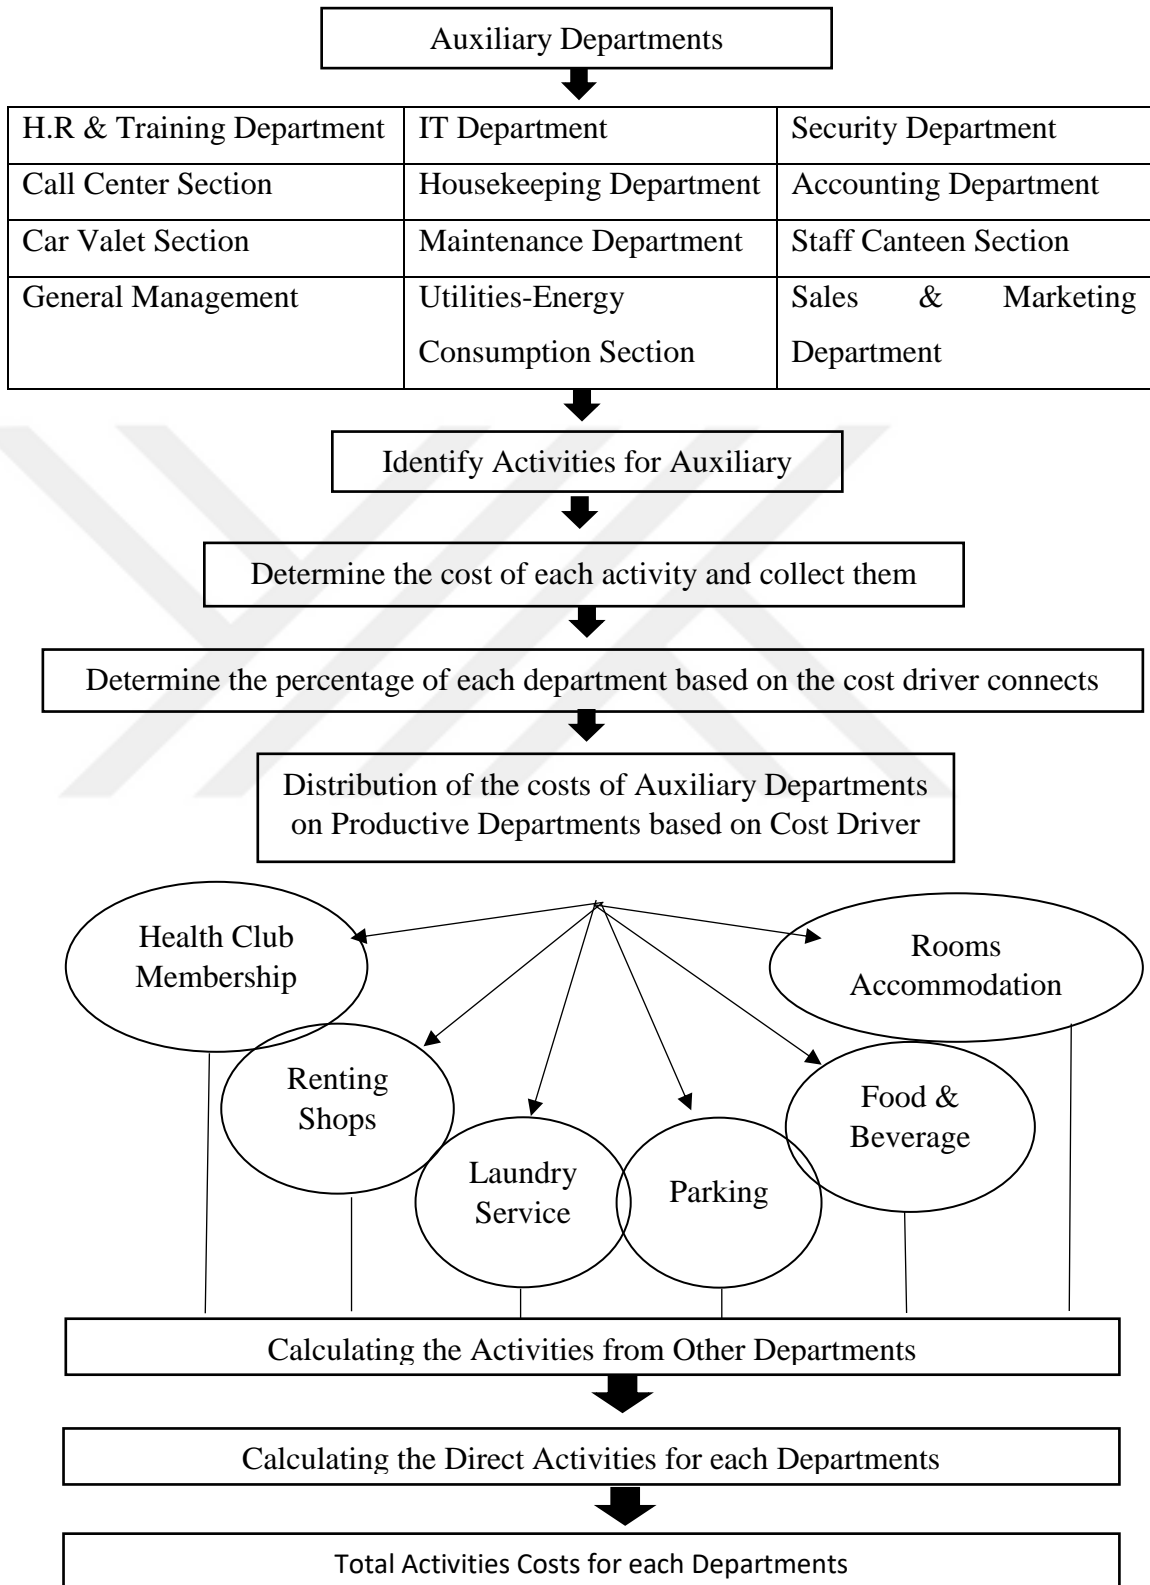 Auxiliary Departments
H.R & Training Department
IT Department
Security Department
Call Center Section
Housekeeping Department
Accounting Department
Car Valet Section
Maintenance Department
Staff Canteen Section
General Management
Utilities-Energy
Consumption Section
Sales & Marketing
Department
Identify Activities for Auxiliary
Determine the cost of each activity and collect them
Determine the percentage of each department based on the cost driver connects
Distribution of the costs of Auxiliary Departments
on Productive Departments based on Cost Driver
Health Club
Membership
Rooms
Accommodation
Renting
Shops
Food &
Beverage
Laundry
Service
Parking
Calculating the Activities from Other Departments
Calculating the Direct Activities for each Departments
Total Activities Costs for each Departments